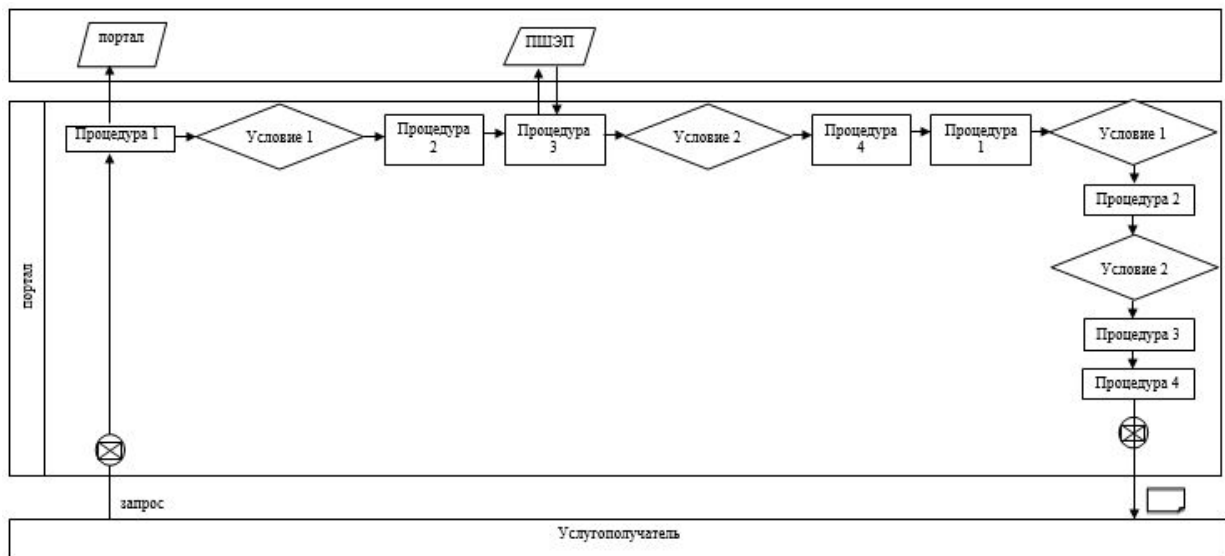 портал
ПШЭП
Процедура 1
Условие 1
Процедура
2
Процедура
3
Условие 2
Процедура
4
Процедура
1
Условие 1
Процедура 2
Условие 2
Процедура 3
Процедура 4
портал
запрос
Услугополучатель